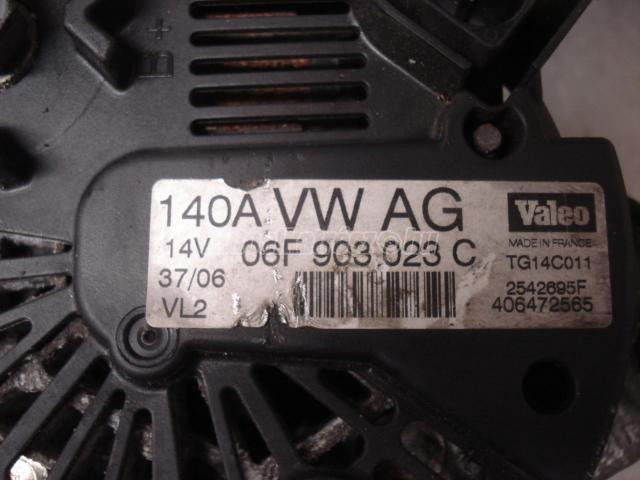 B +
140A VW AG
14V 06F 903 023 C
37/06
VL2
Valeo
MADE IN FRANCE
TG14C011
2542695F
406472565